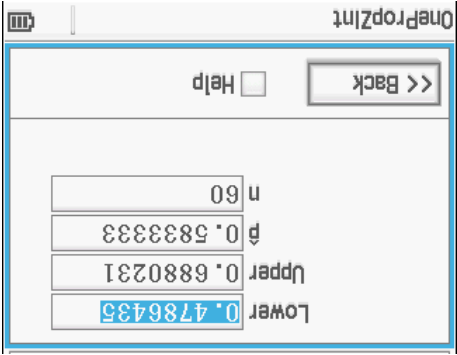 Lower 0.4786435
Upper 0.6880231
p̂ 0.5833333
n 60
<< Back Help
OnePropZInt